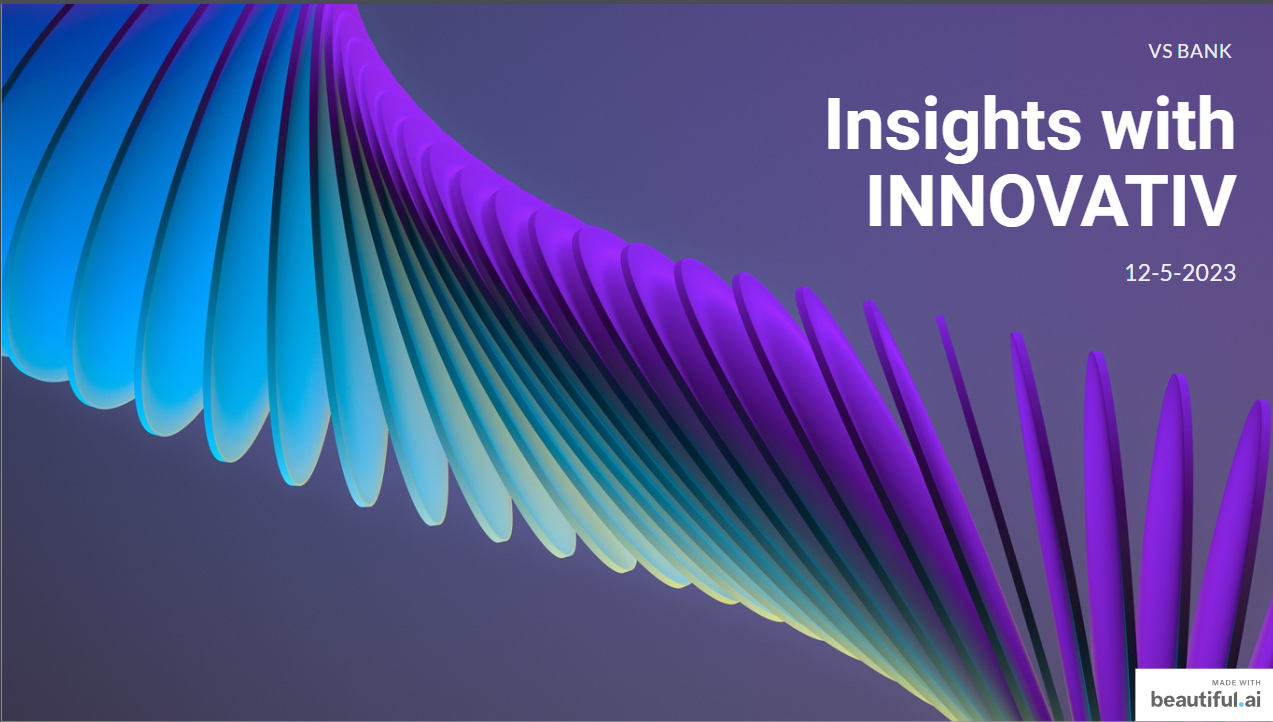 VS BANK
Insights with
INNOVATIV
12-5-2023
MADE WITH
beautiful.ai